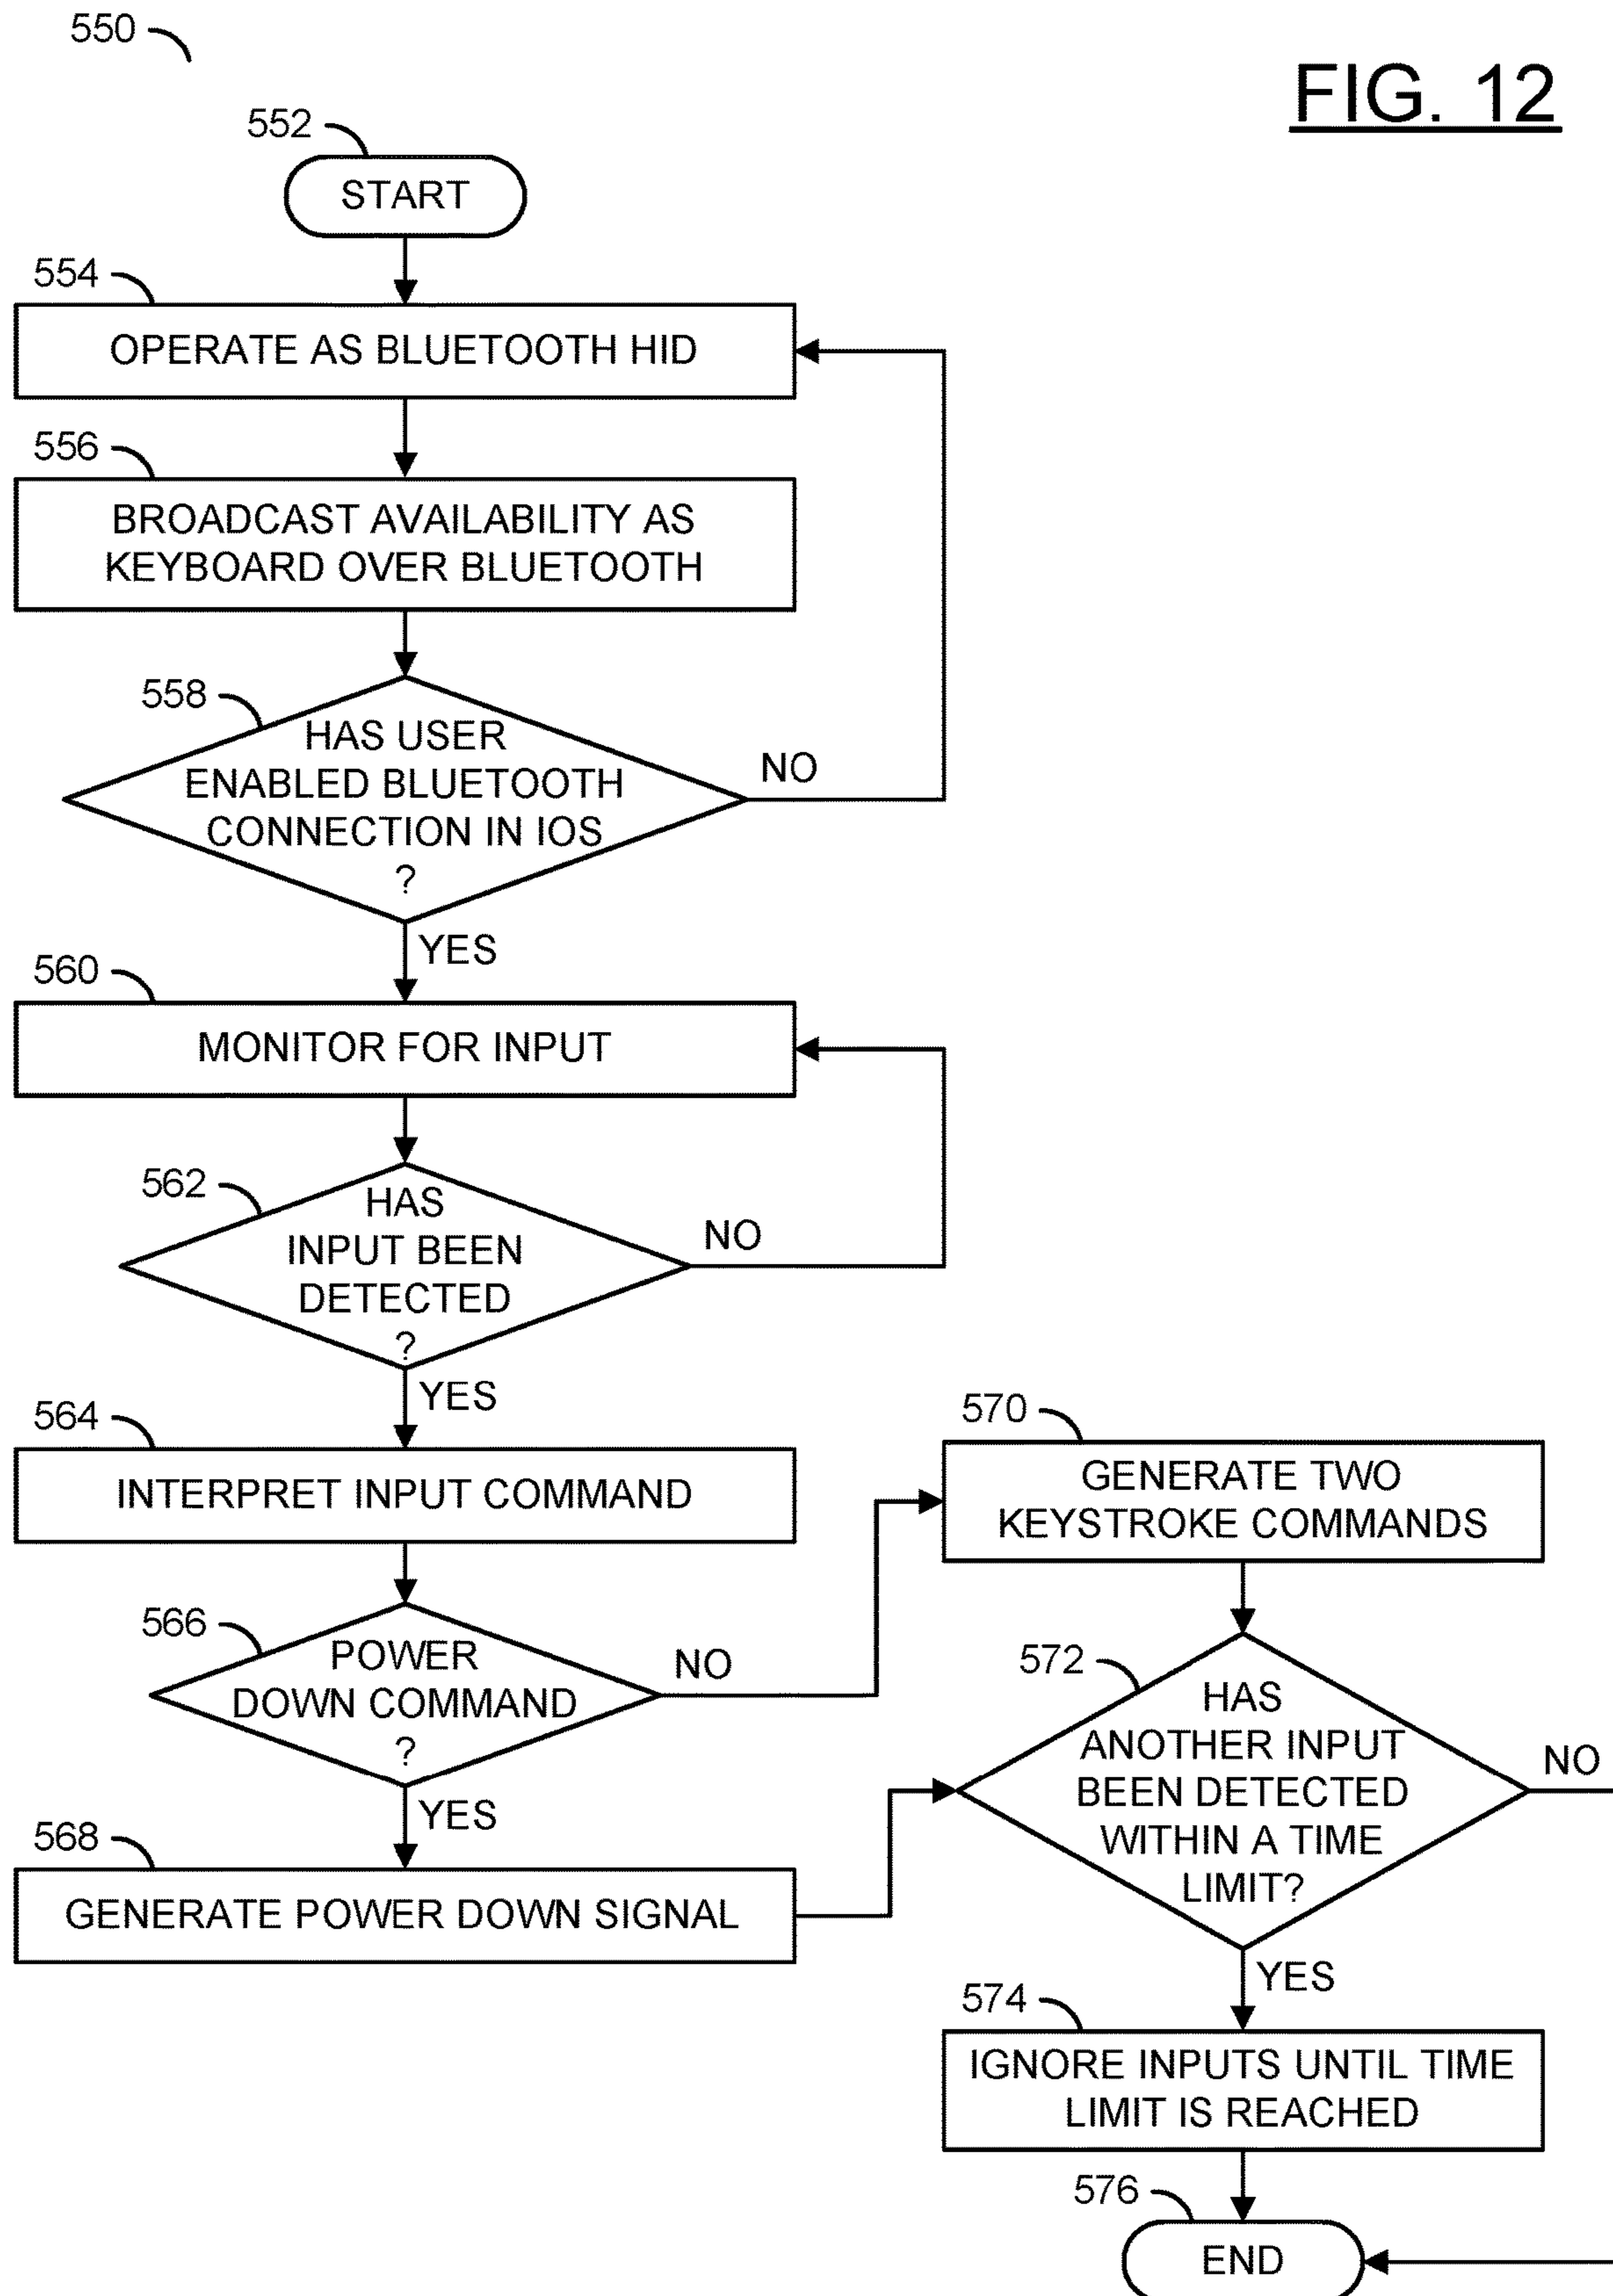 550
FIG. 12
552
START
554
OPERATE AS BLUETOOTH HID
556
BROADCAST AVAILABILITY AS
KEYBOARD OVER BLUETOOTH
558
HAS USER
ENABLED BLUETOOTH
CONNECTION IN IOS
?
NO
YES
560
MONITOR FOR INPUT
562
HAS
INPUT BEEN
DETECTED
?
NO
YES
564
INTERPRET INPUT COMMAND
566
POWER
DOWN COMMAND
?
NO
YES
568
GENERATE POWER DOWN SIGNAL
570
GENERATE TWO
KEYSTROKE COMMANDS
572
HAS
ANOTHER INPUT
BEEN DETECTED
WITHIN A TIME
LIMIT?
NO
YES
574
IGNORE INPUTS UNTIL TIME
LIMIT IS REACHED
576
END